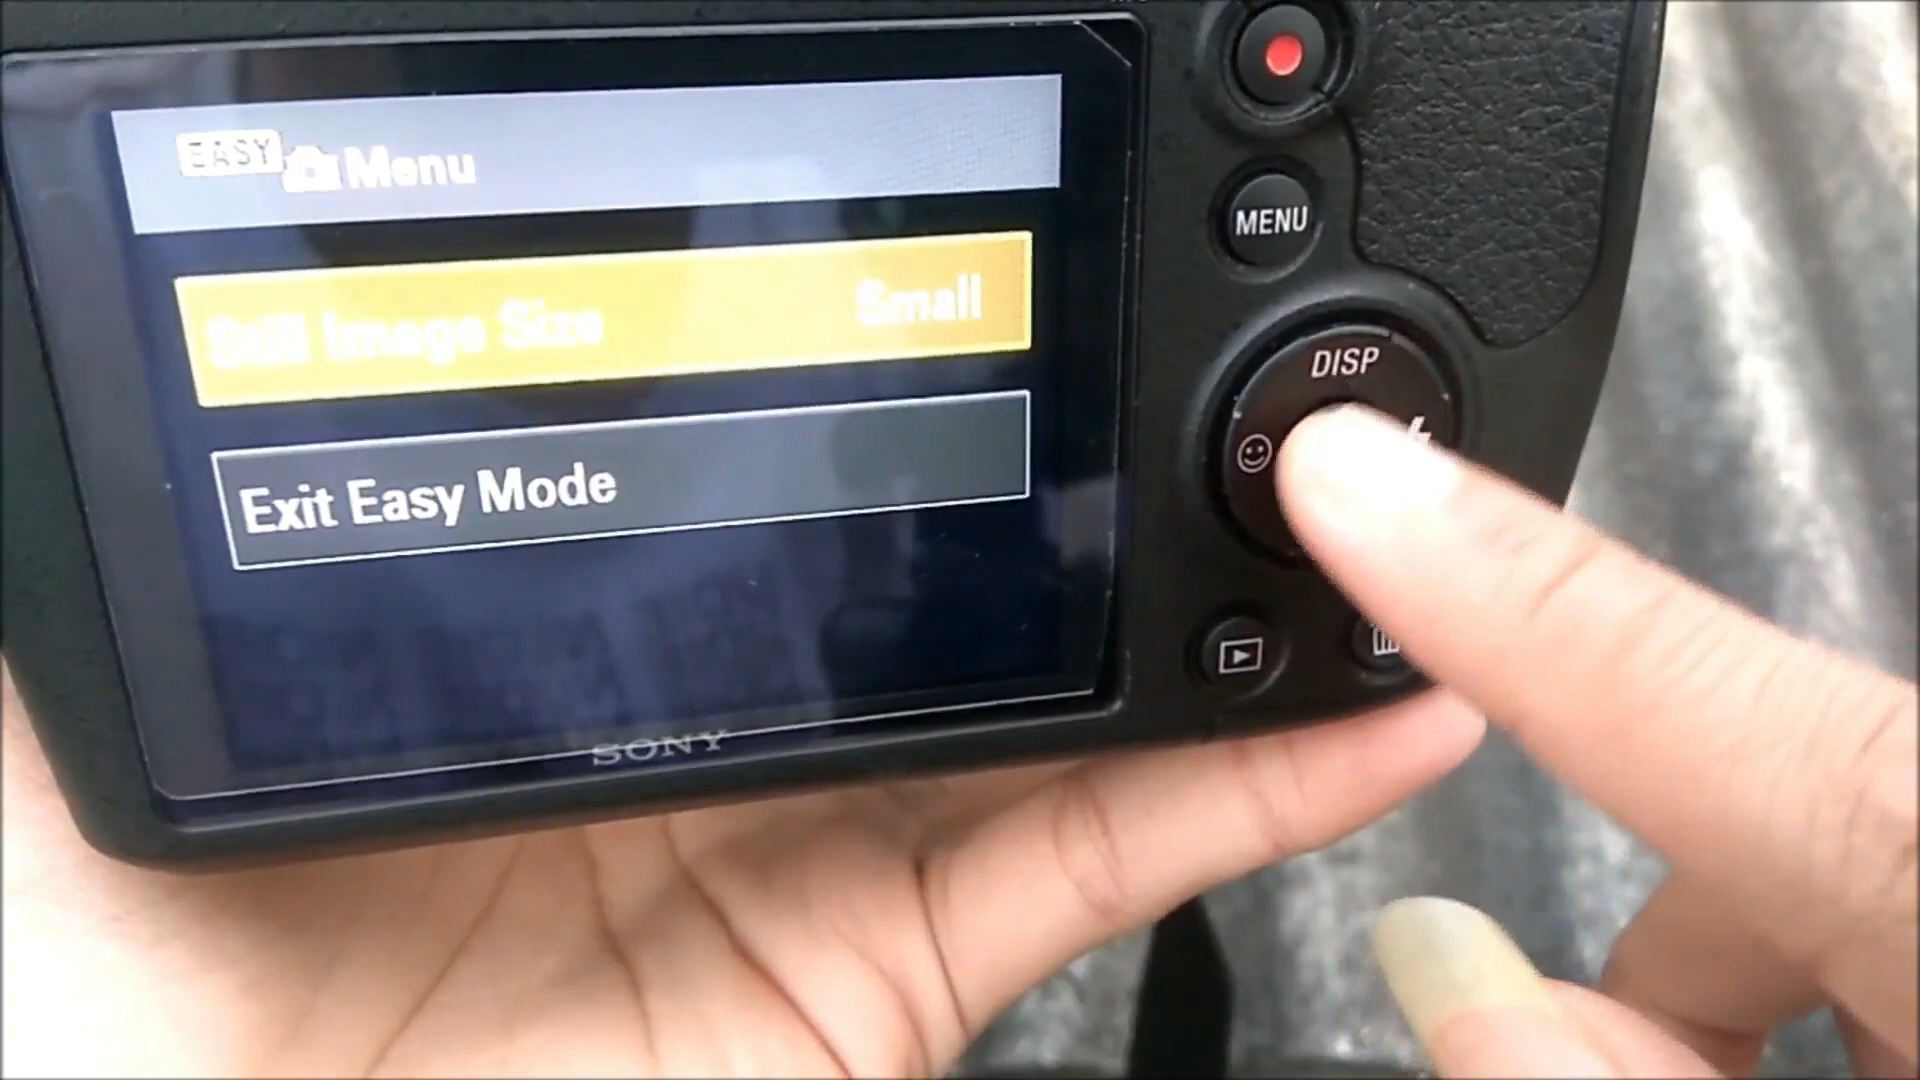 EASY Menu
Still Image Size Small
Exit Easy Mode
SONY
MENU
DISP